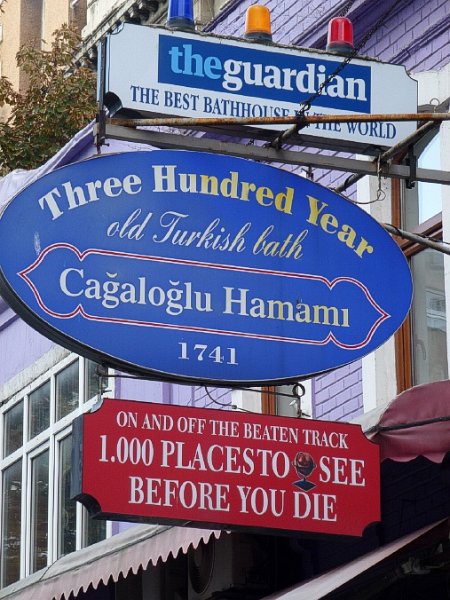 theguardian
THE BEST BATHHOUSE IN THE WORLD
Three Hundred Year
old Turkish bath
Cağaloğlu Hamamı
1741
ON AND OFF THE BEATEN TRACK
1.000 PLACES TO SEE
BEFORE YOU DIE